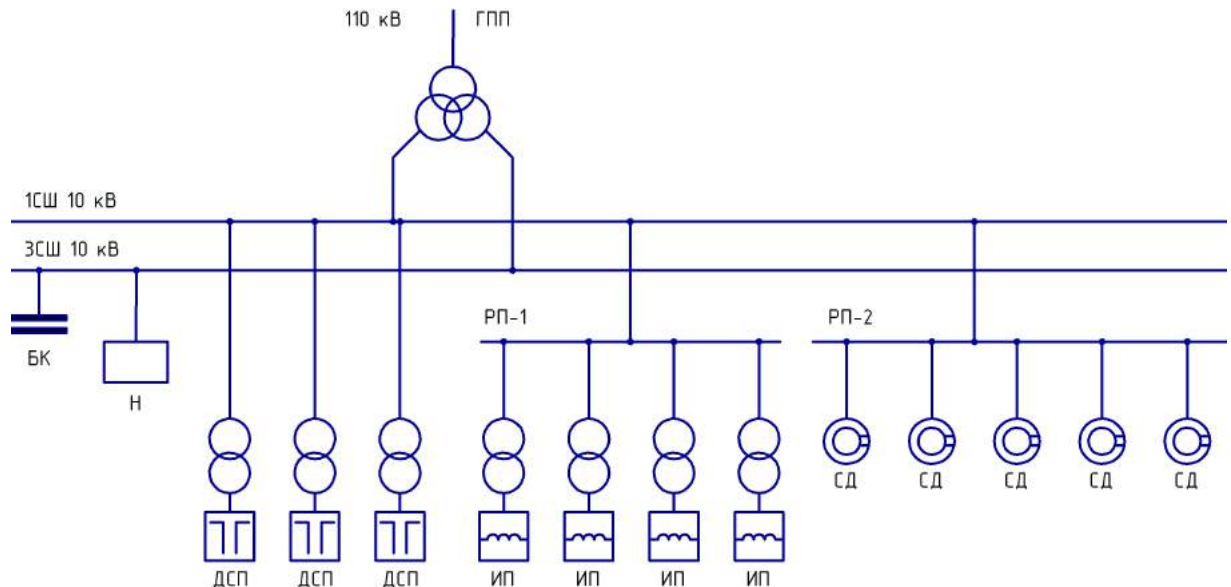 110 кВ ГПП
1СШ 10 кВ
3СШ 10 кВ
РП-1 РП-2
БК
Н
СД СД СД СД СД
ДСП ДСП ДСП ИП ИП ИП ИП